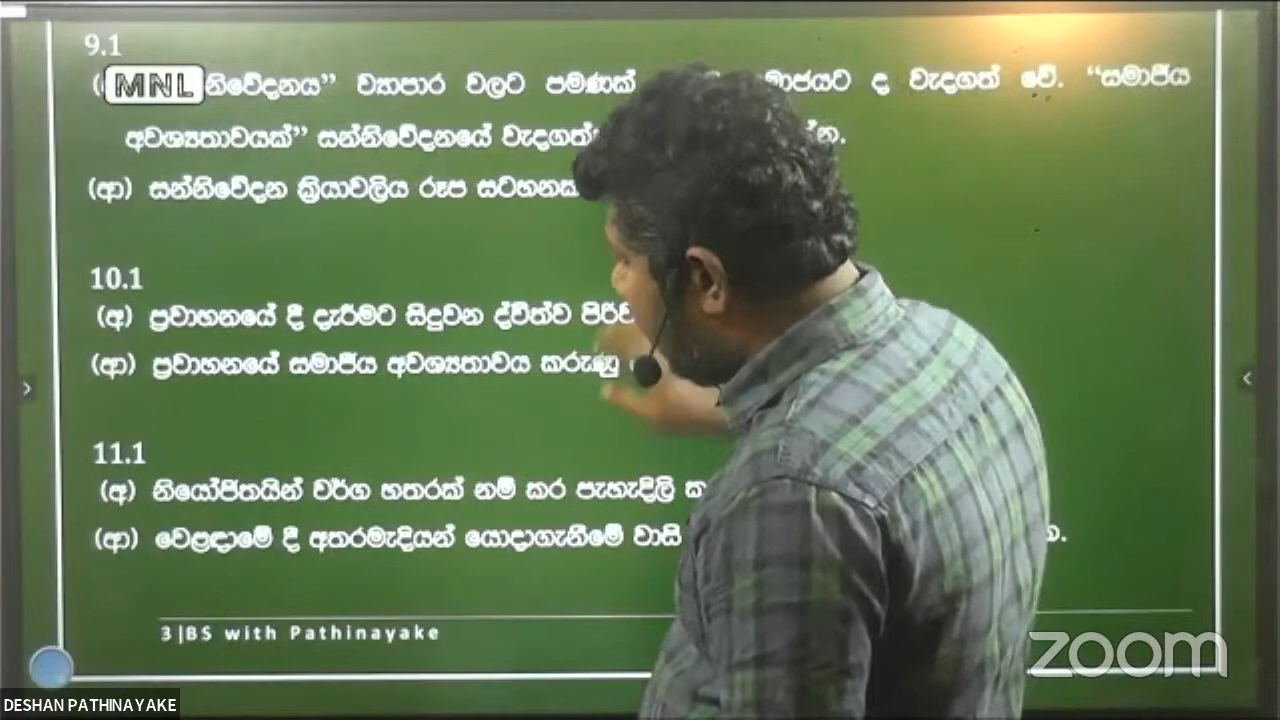 9.1
MNL නිවේදනය” ව්‍යාපාර වලට පමණක් සමාජයට ද වැදගත් වේ. “සමාජීය
අවශ්‍යතාවයක්” සන්නිවේදනයේ
(ආ) සන්නිවේදන ක්‍රියාවලිය රූප
10.1
(අ) ප්‍රවාහනයේ දී දැරීමට සිදුවන ද්විත්ව
(ආ) ප්‍රවාහනයේ සමාජීය අවශ්‍යතාවය කරුණු
11.1
(අ) නියෝජිතයින් වර්ග හතරක් නම් කර පැහැදිලි
(ආ) වෙළඳාමේ දී අතරමැදියන් යොදාගැනීමේ වාසි
3|BS with Pathinayake
zoom
DESHAN PATHINAYAKE